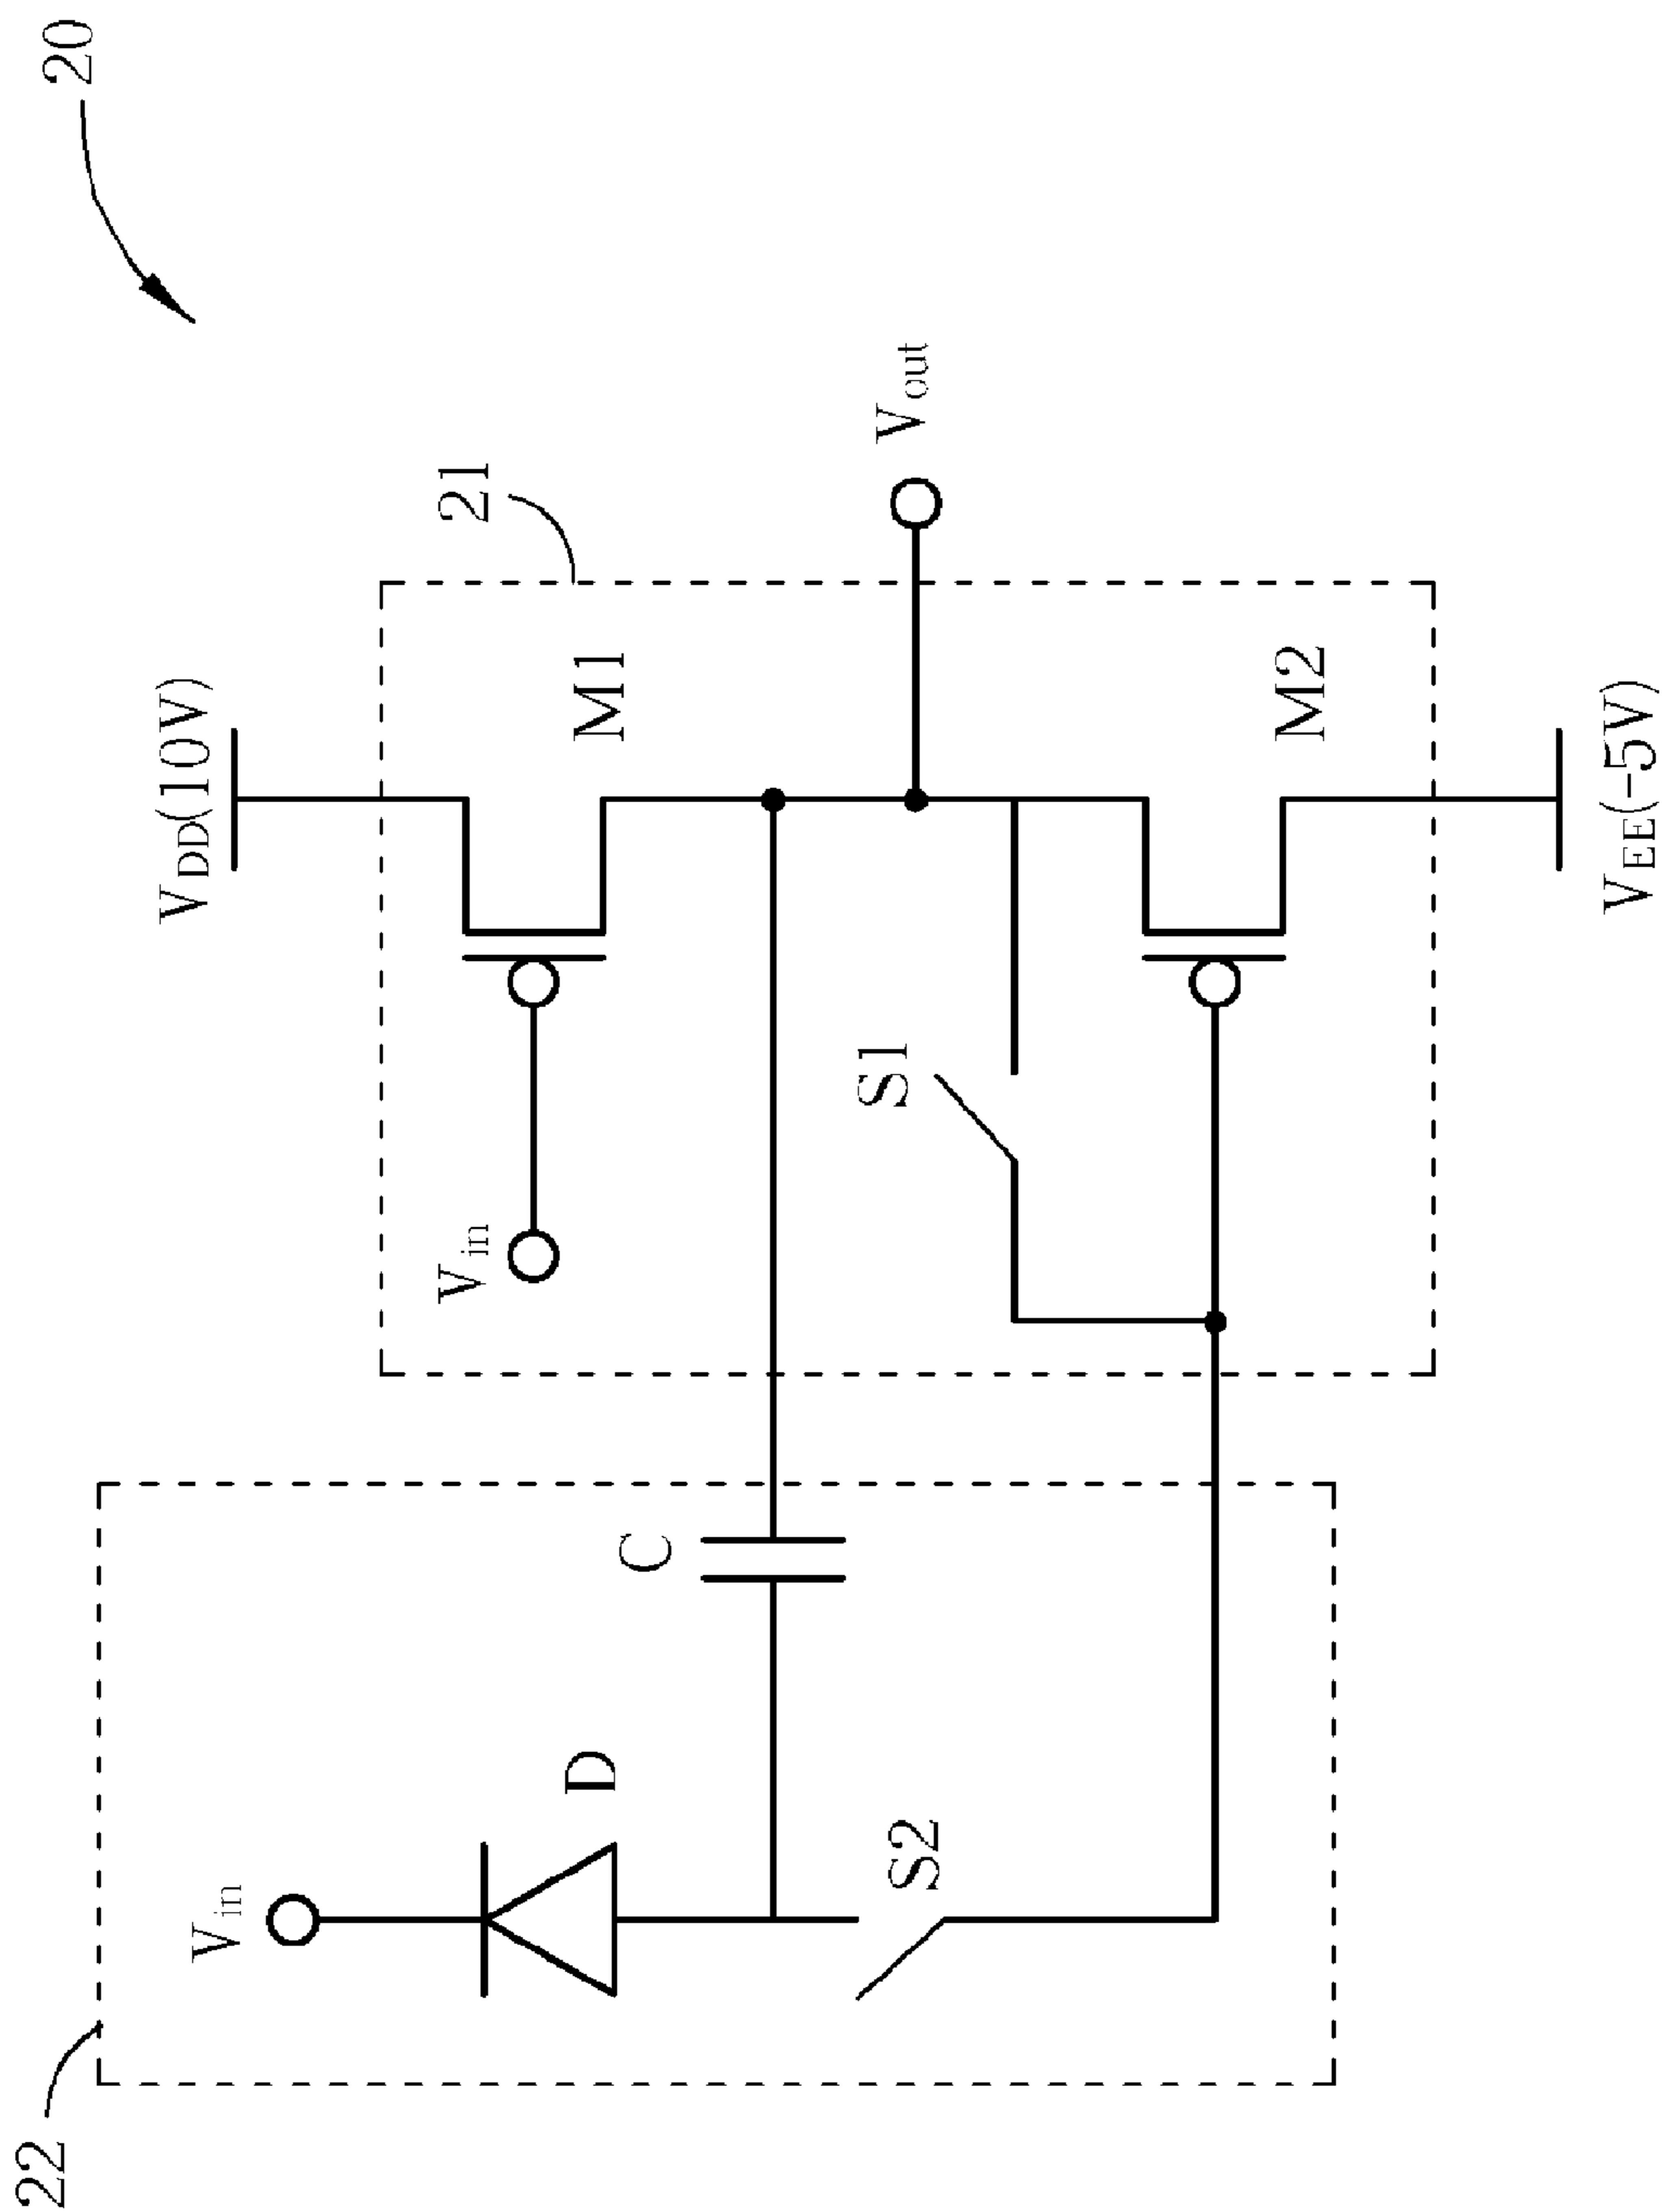 20
22
21
VDD(10V)
Vin
D
C
S2
Vin
M1
S1
Vout
M2
VEE(-5V)